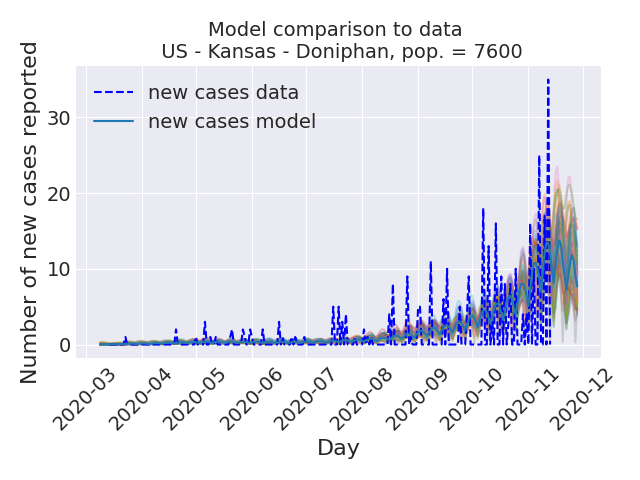 Model comparison to data
US - Kansas - Doniphan, pop. = 7600
Number of new cases reported
30
20
10
0
new cases data
new cases model
2020-03
2020-04
2020-05
2020-06
2020-07
2020-08
2020-09
2020-10
2020-11
2020-12
Day